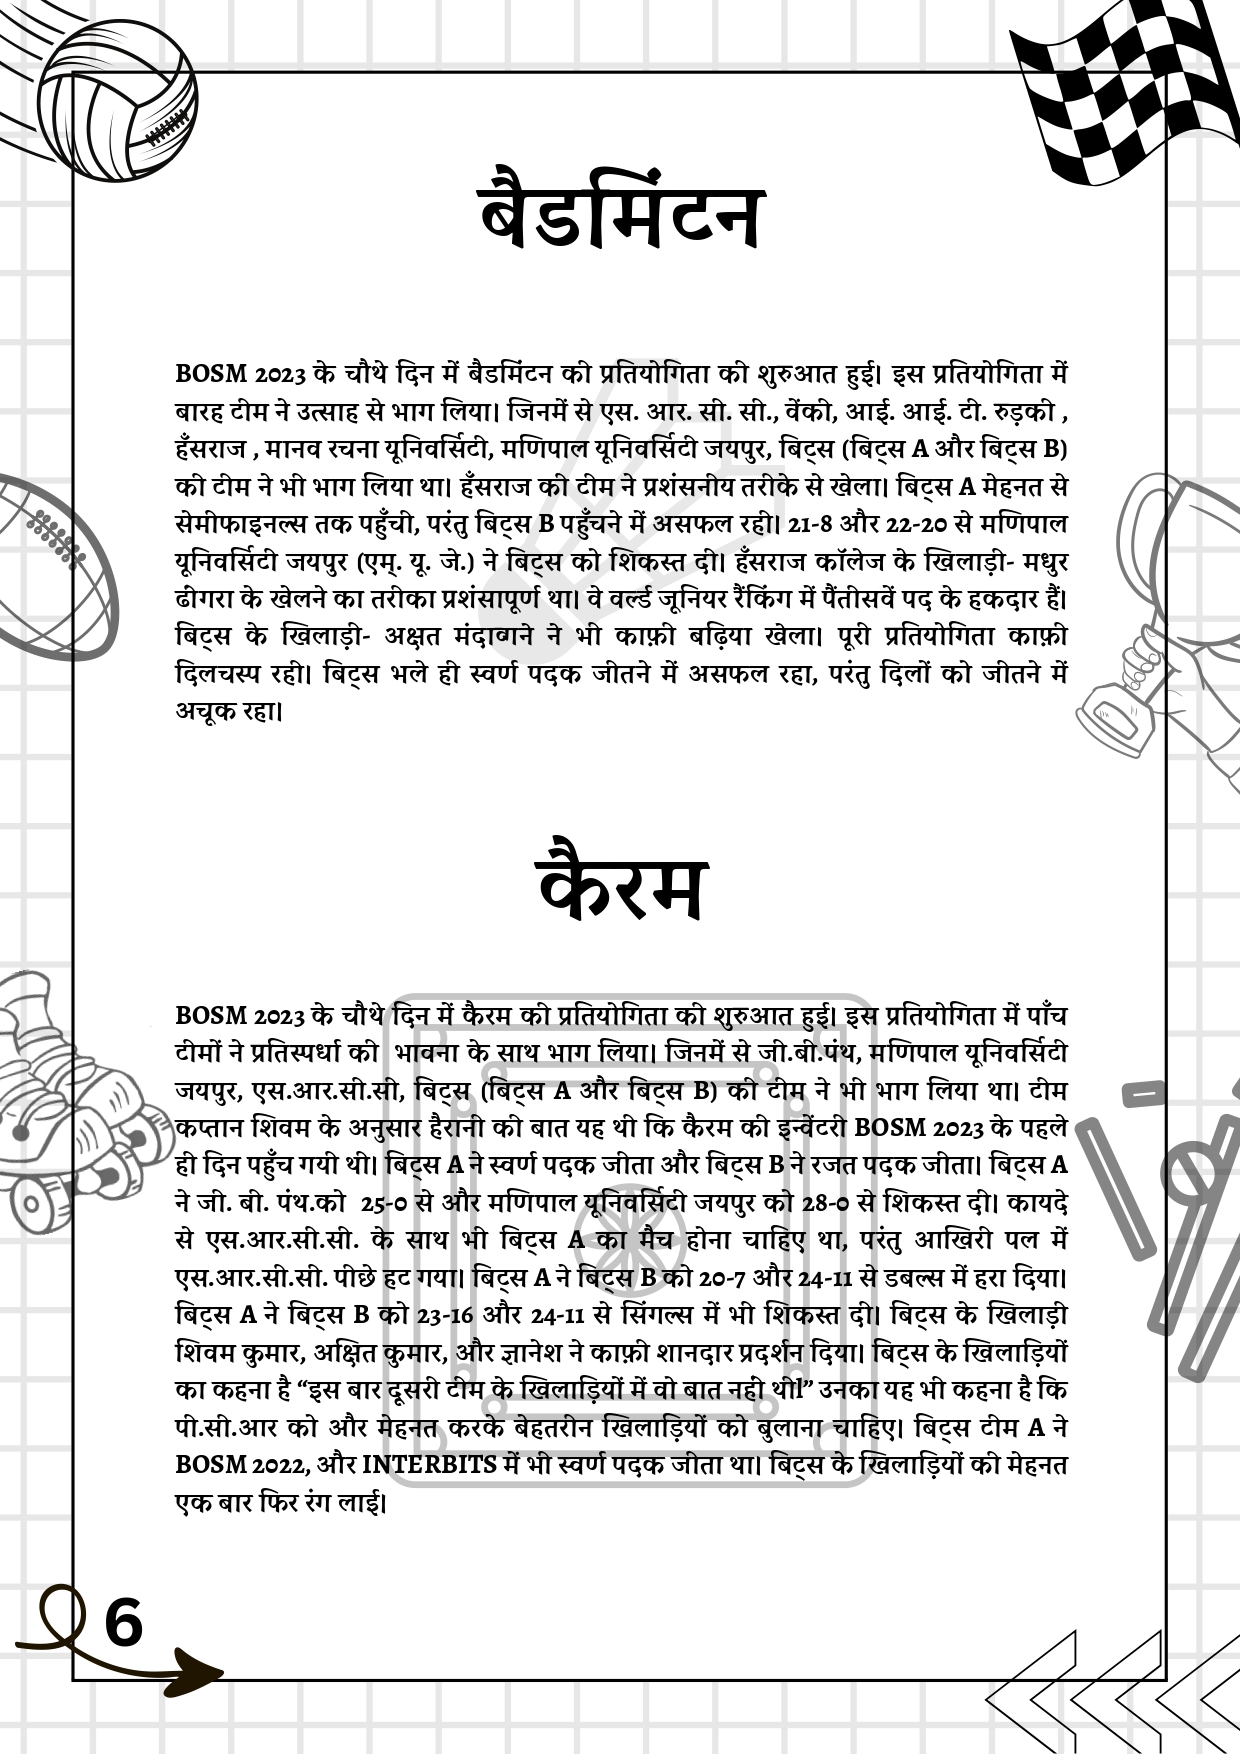 बैडमिंटन
BOSM 2023 के चौथे दिन में बैडमिंटन की प्रतियोगिता की शुरुआत हुई। इस प्रतियोगिता में
बारह टीम ने उत्साह से भाग लिया। जिनमें से एस. आर. सी. सी., वेंकी, आई. आई. टी. रुड़की ,
हँसराज , मानव रचना यूनिवर्सिटी, मणिपाल यूनिवर्सिटी जयपुर, बिट्स (बिट्स A और बिट्स B)
की टीम ने भी भाग लिया था। हँसराज की टीम ने प्रशंसनीय तरीके से खेला। बिट्स A मेहनत से
सेमीफाइनल्स तक पहुँची, परंतु बिट्स B पहुँचने में असफल रही। 21-8 और 22-20 से मणिपाल
यूनिवर्सिटी जयपुर (एम्. यू. जे.) ने बिट्स को शिकस्त दी। हँसराज कॉलेज के खिलाड़ी- मधुर
ढींगरा के खेलने का तरीका प्रशंसापूर्ण था। वे वर्ल्ड जूनियर रैंकिंग में पैंतीसवें पद के हकदार हैं।
बिट्स के खिलाड़ी- अक्षत मंदावगने ने भी काफ़ी बढ़िया खेला। पूरी प्रतियोगिता काफ़ी
दिलचस्प रही। बिट्स भले ही स्वर्ण पदक जीतने में असफल रहा, परंतु दिलों को जीतने में
अचूक रहा।
कैरम
BOSM 2023 के चौथे दिन में कैरम की प्रतियोगिता की शुरुआत हुई। इस प्रतियोगिता में पाँच
टीमों ने प्रतिस्पर्धा की भावना के साथ भाग लिया। जिनमें से जी.बी.पंथ, मणिपाल यूनिवर्सिटी
जयपुर, एस.आर.सी.सी, बिट्स (बिट्स A और बिट्स B) की टीम ने भी भाग लिया था। टीम
कप्तान शिवम के अनुसार हैरानी की बात यह थी कि कैरम की इन्वेंटरी BOSM 2023 के पहले
ही दिन पहुँच गयी थी। बिट्स A ने स्वर्ण पदक जीता और बिट्स B ने रजत पदक जीता। बिट्स A
ने जी. बी. पंथ.को 25-0 से और मणिपाल यूनिवर्सिटी जयपुर को 28-0 से शिकस्त दी। कायदे
से एस.आर.सी.सी. के साथ भी बिट्स A का मैच होना चाहिए था, परंतु आखिरी पल में
एस.आर.सी.सी. पीछे हट गया। बिट्स A ने बिट्स B को 20-7 और 24-11 से डबल्स में हरा दिया।
बिट्स A ने बिट्स B को 23-16 और 24-11 से सिंगल्स में भी शिकस्त दी। बिट्स के खिलाड़ी
शिवम कुमार, अक्षित कुमार, और ज्ञानेश ने काफ़ी शानदार प्रदर्शन दिया। बिट्स के खिलाड़ियों
का कहना है “इस बार दूसरी टीम के खिलाड़ियों में वो बात नहीं थी।” उनका यह भी कहना है कि
पी.सी.आर को और मेहनत करके बेहतरीन खिलाड़ियों को बुलाना चाहिए। बिट्स टीम A ने
BOSM 2022, और INTERBITS में भी स्वर्ण पदक जीता था। बिट्स के खिलाड़ियों की मेहनत
एक बार फिर रंग लाई।
6